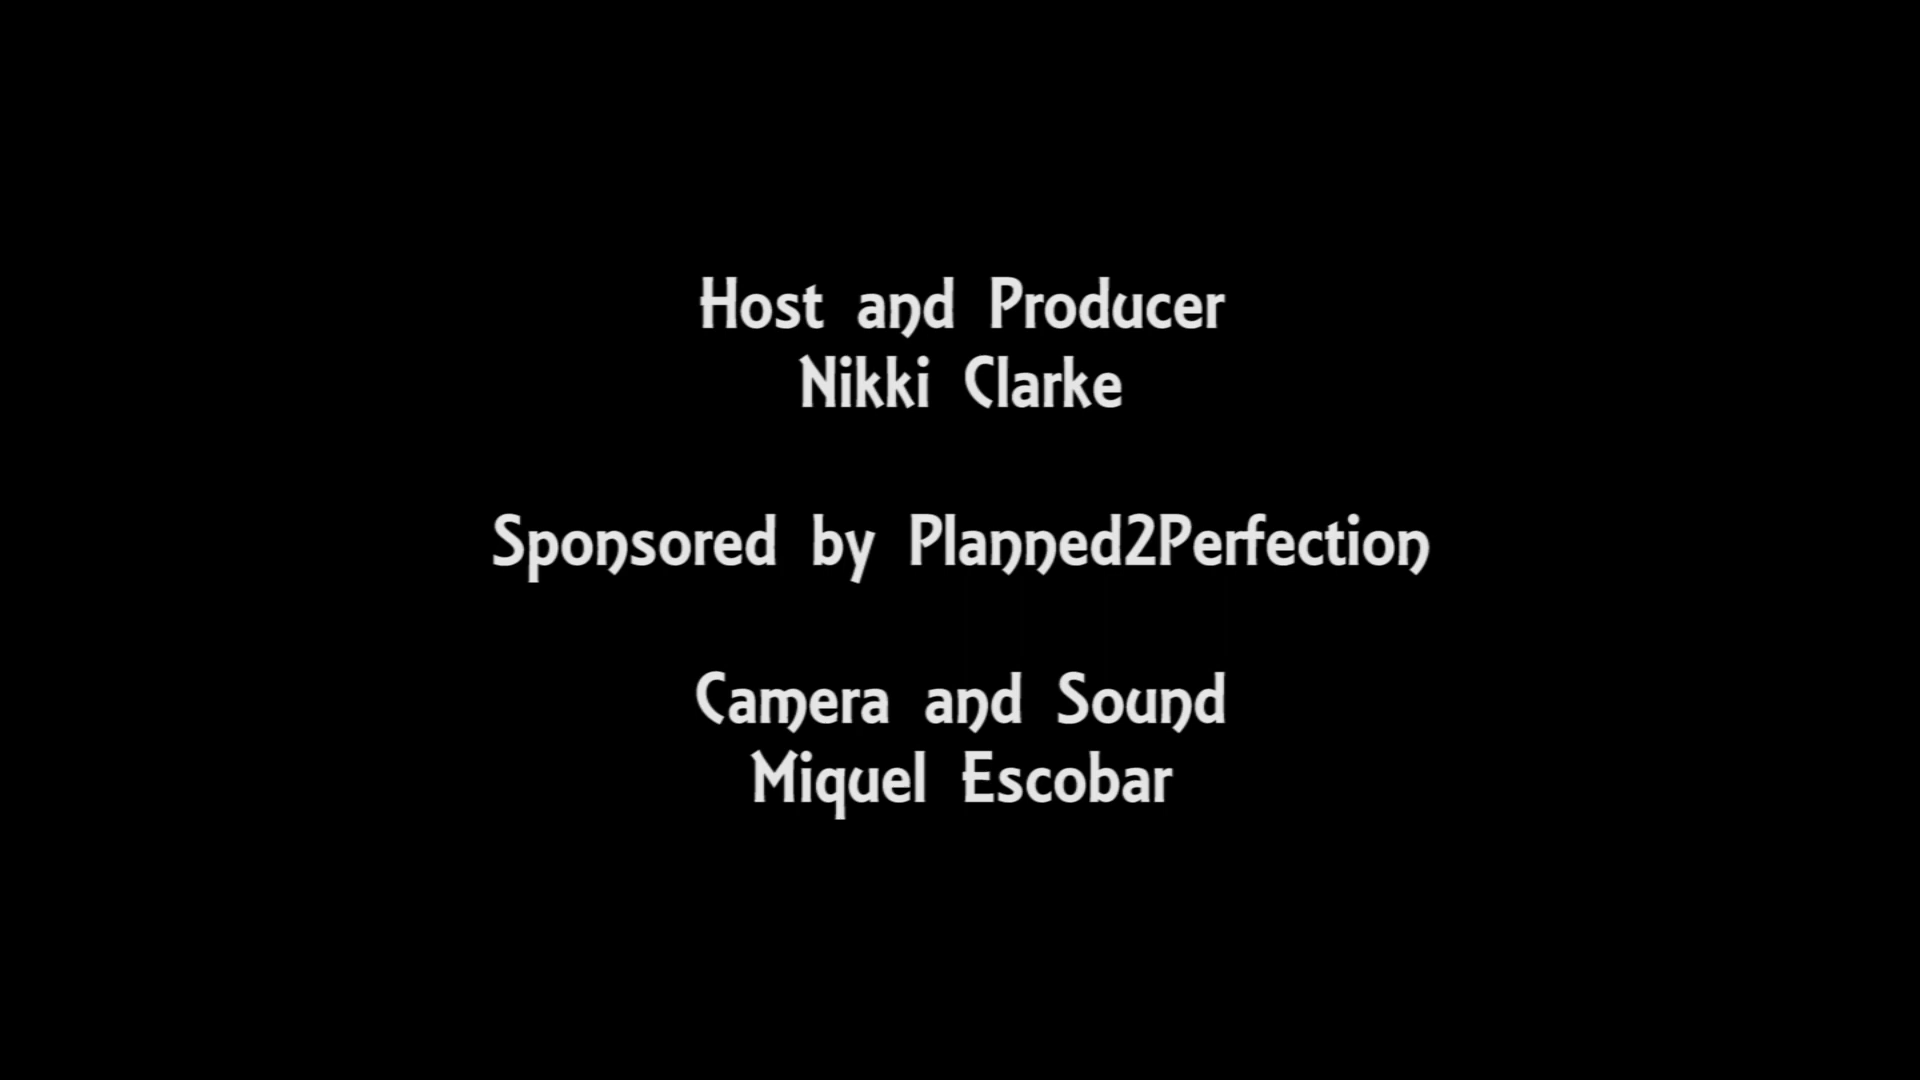 Host and Producer
Nikki Clarke
Sponsored by Planned2Perfection
Camera and Sound
Miquel Escobar